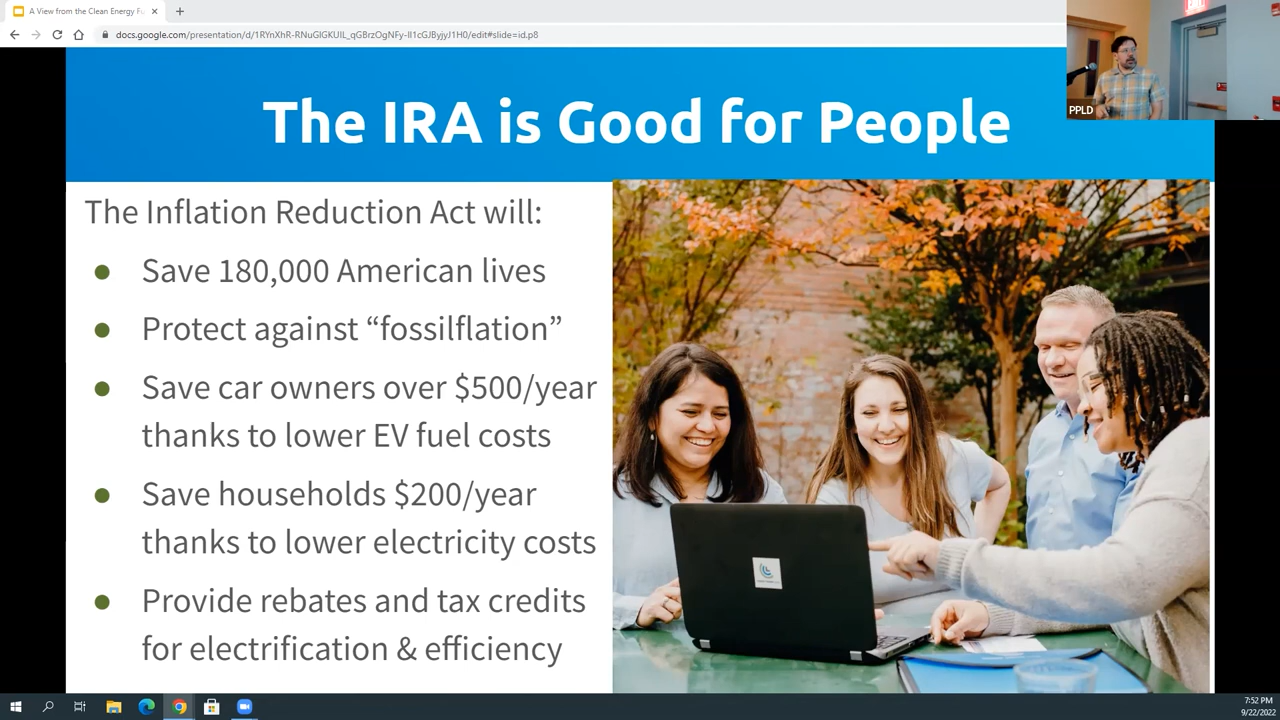 A View from the Clean Energy Fu
docs.google.com/presentation/d/1RYnXhR-RNuGlGKUIL_qGBrzOgNFy-lI1cGJByjyJ1H0/edit#slide=id.p8
EXIT
PPLD
The IRA is Good for People
The Inflation Reduction Act will:
● Save 180,000 American lives
● Protect against “fossilflation”
● Save car owners over $500/year
thanks to lower EV fuel costs
● Save households $200/year
thanks to lower electricity costs
● Provide rebates and tax credits
for electrification & efficiency
7:52 PM
9/22/2022